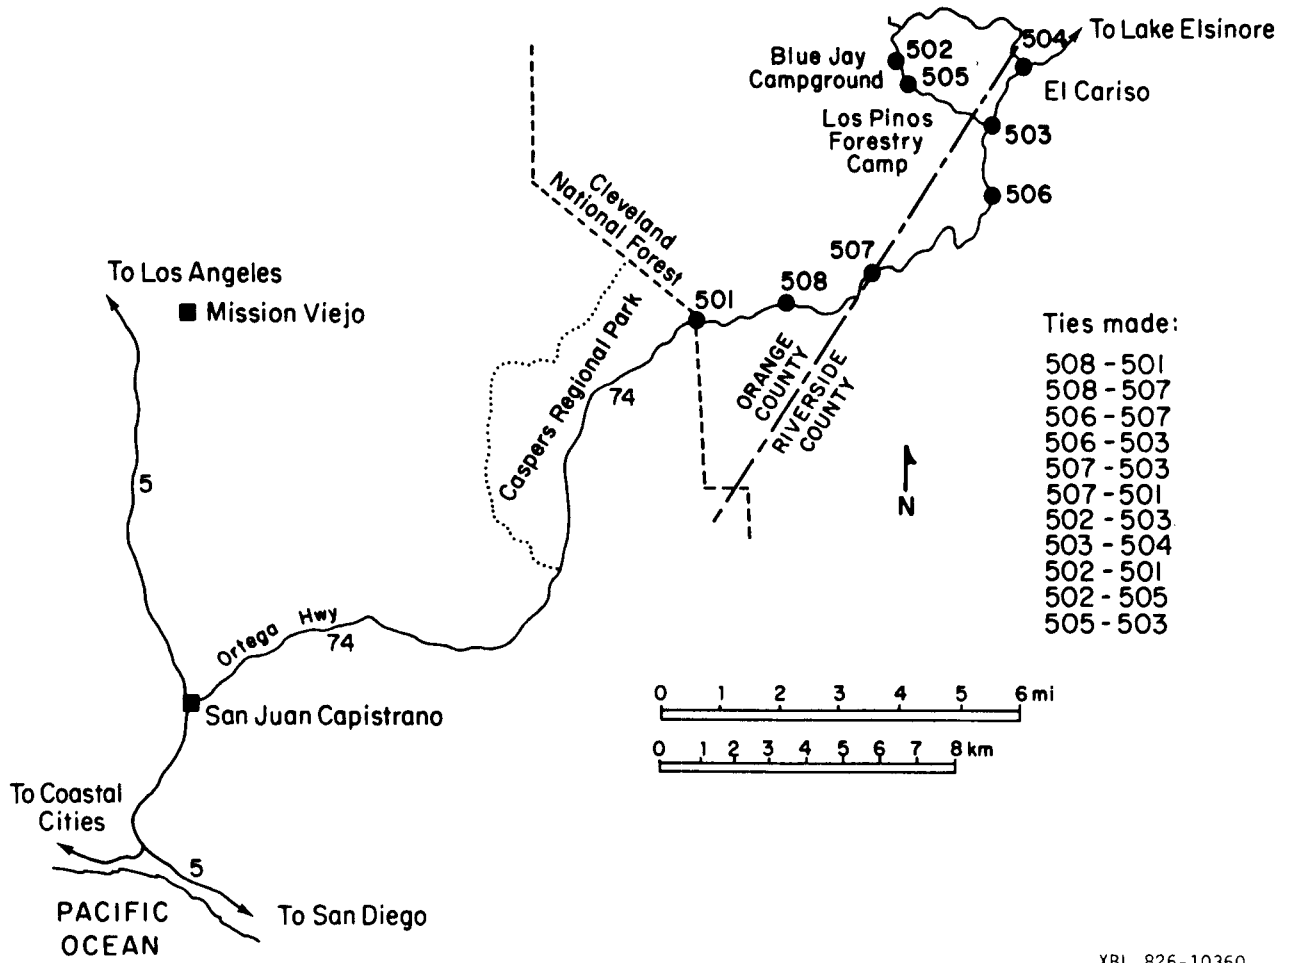 504
To Lake Elsinore
502
Blue Jay
Campground
505
El Cariso
Los Pinos
Forestry
Camp
503
506
Cleveland
National Forest
507
To Los Angeles
508
501
Mission Viejo
Caspers Regional Park
74
ORANGE
COUNTY
RIVERSIDE
COUNTY
Ties made:
508 - 501
508 - 507
506 - 507
506 - 503
507 - 503
507 - 501
502 - 503
503 - 504
502 - 501
502 - 505
505 - 503
N
5
Ortega Hwy
74
San Juan Capistrano
0 1 2 3 4 5 6 mi
0 1 2 3 4 5 6 7 8 km
To Coastal
Cities
5
PACIFIC
OCEAN
To San Diego
XBL 826-10360